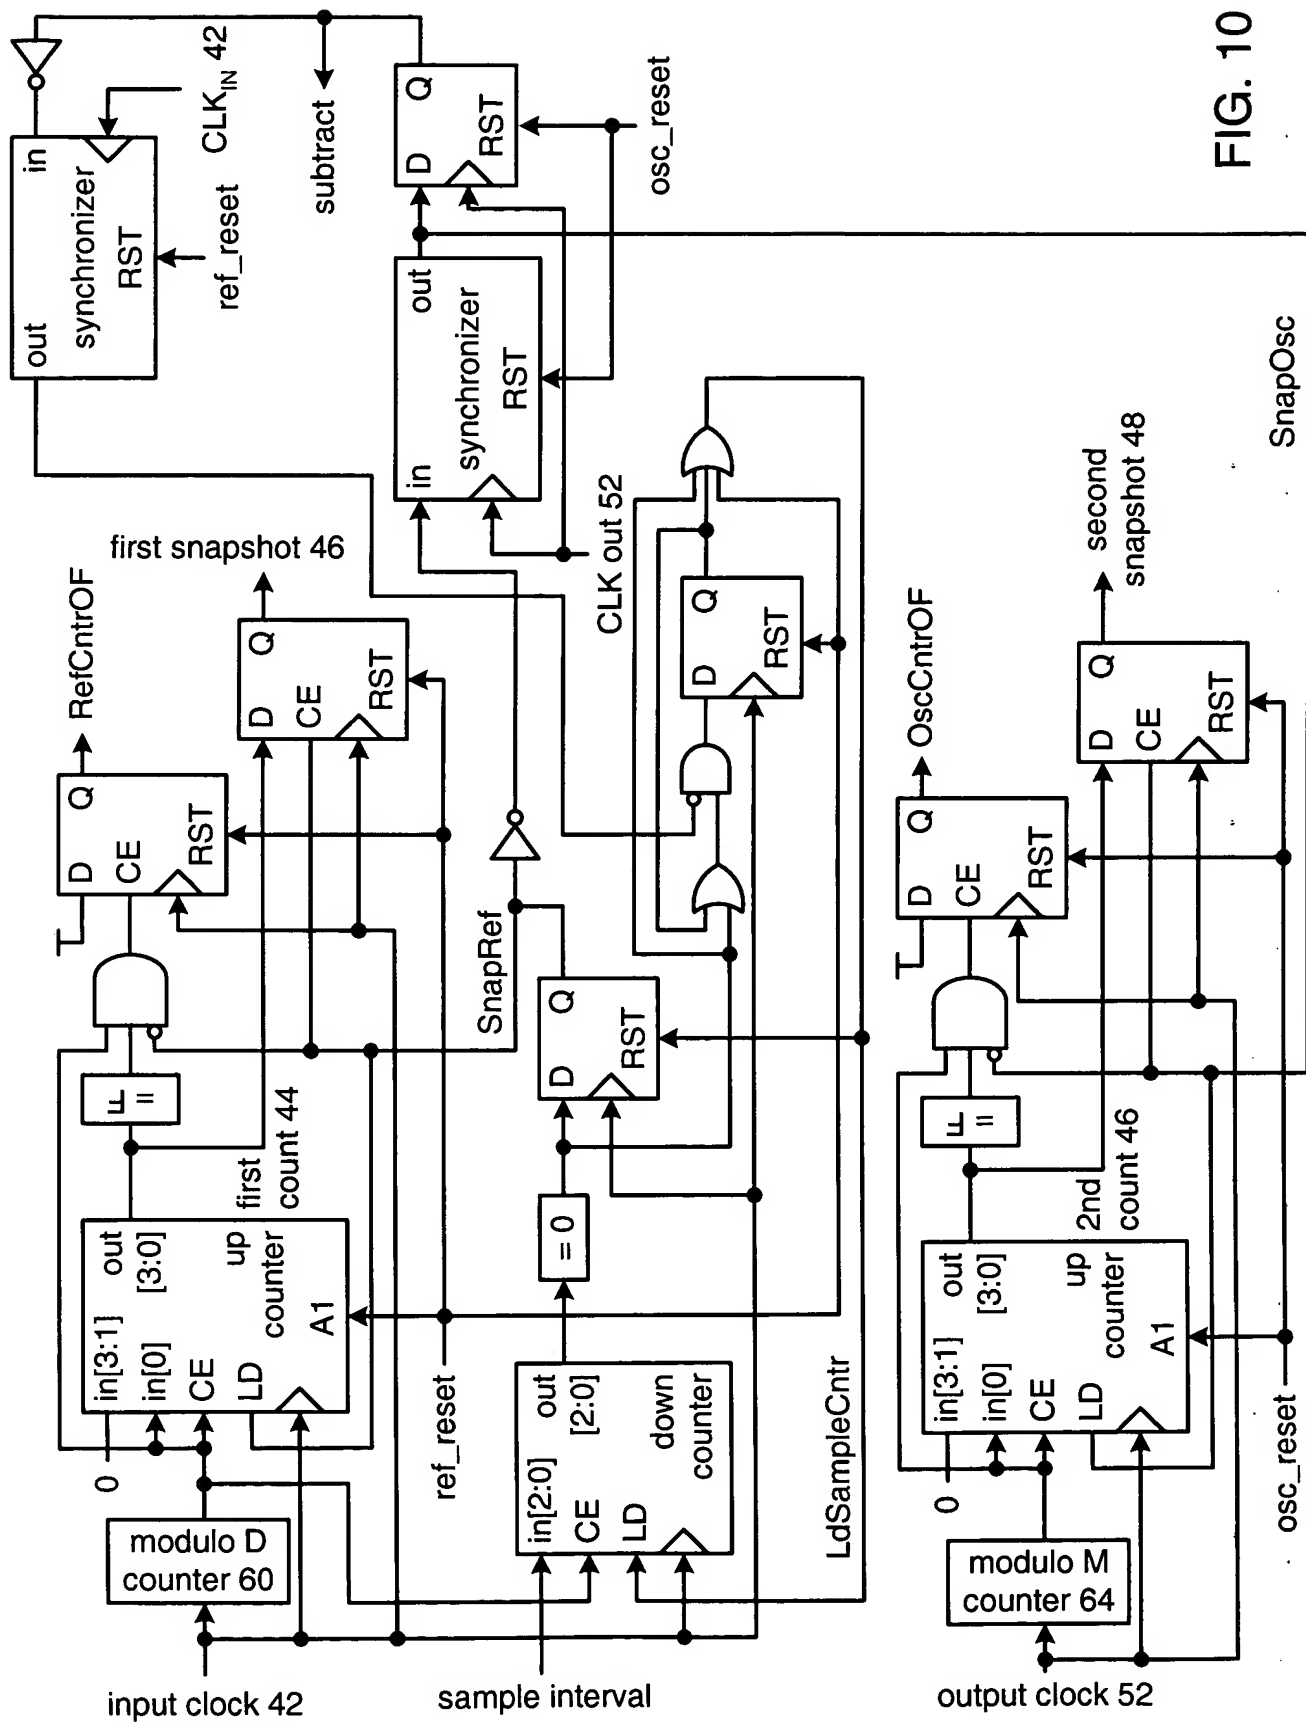 in
out
synchronizer
RST
CLKIN 42
ref_reset
subtract
Q
D
RST
osc_reset
out
in
synchronizer
RST
CLK out 52
first snapshot 46
RefCntrOF
Q
D
CE
RST
Q
D
CE
RST
= F
first
count 44
in[3:1]
in[0]
CE
LD
out
[3:0]
up
counter
A1
0
modulo D
counter 60
input clock 42
ref_reset
SnapRef
D
Q
RST
D
Q
RST
= 0
in[2:0]
CE
LD
out
[2:0]
down
counter
LdSampleCntr
sample interval
second
snapshot 48
OscCntrOF
Q
D
CE
RST
Q
D
CE
RST
= F
2nd
count 46
in[3:1]
in[0]
CE
LD
out
[3:0]
up
counter
A1
0
modulo M
counter 64
output clock 52
osc_reset
SnapOsc
FIG. 10